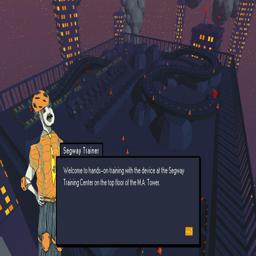 Segway Trainer
Welcome to hands-on training with the device at the Segway
Training Center on the top floor of the M.A. Tower.